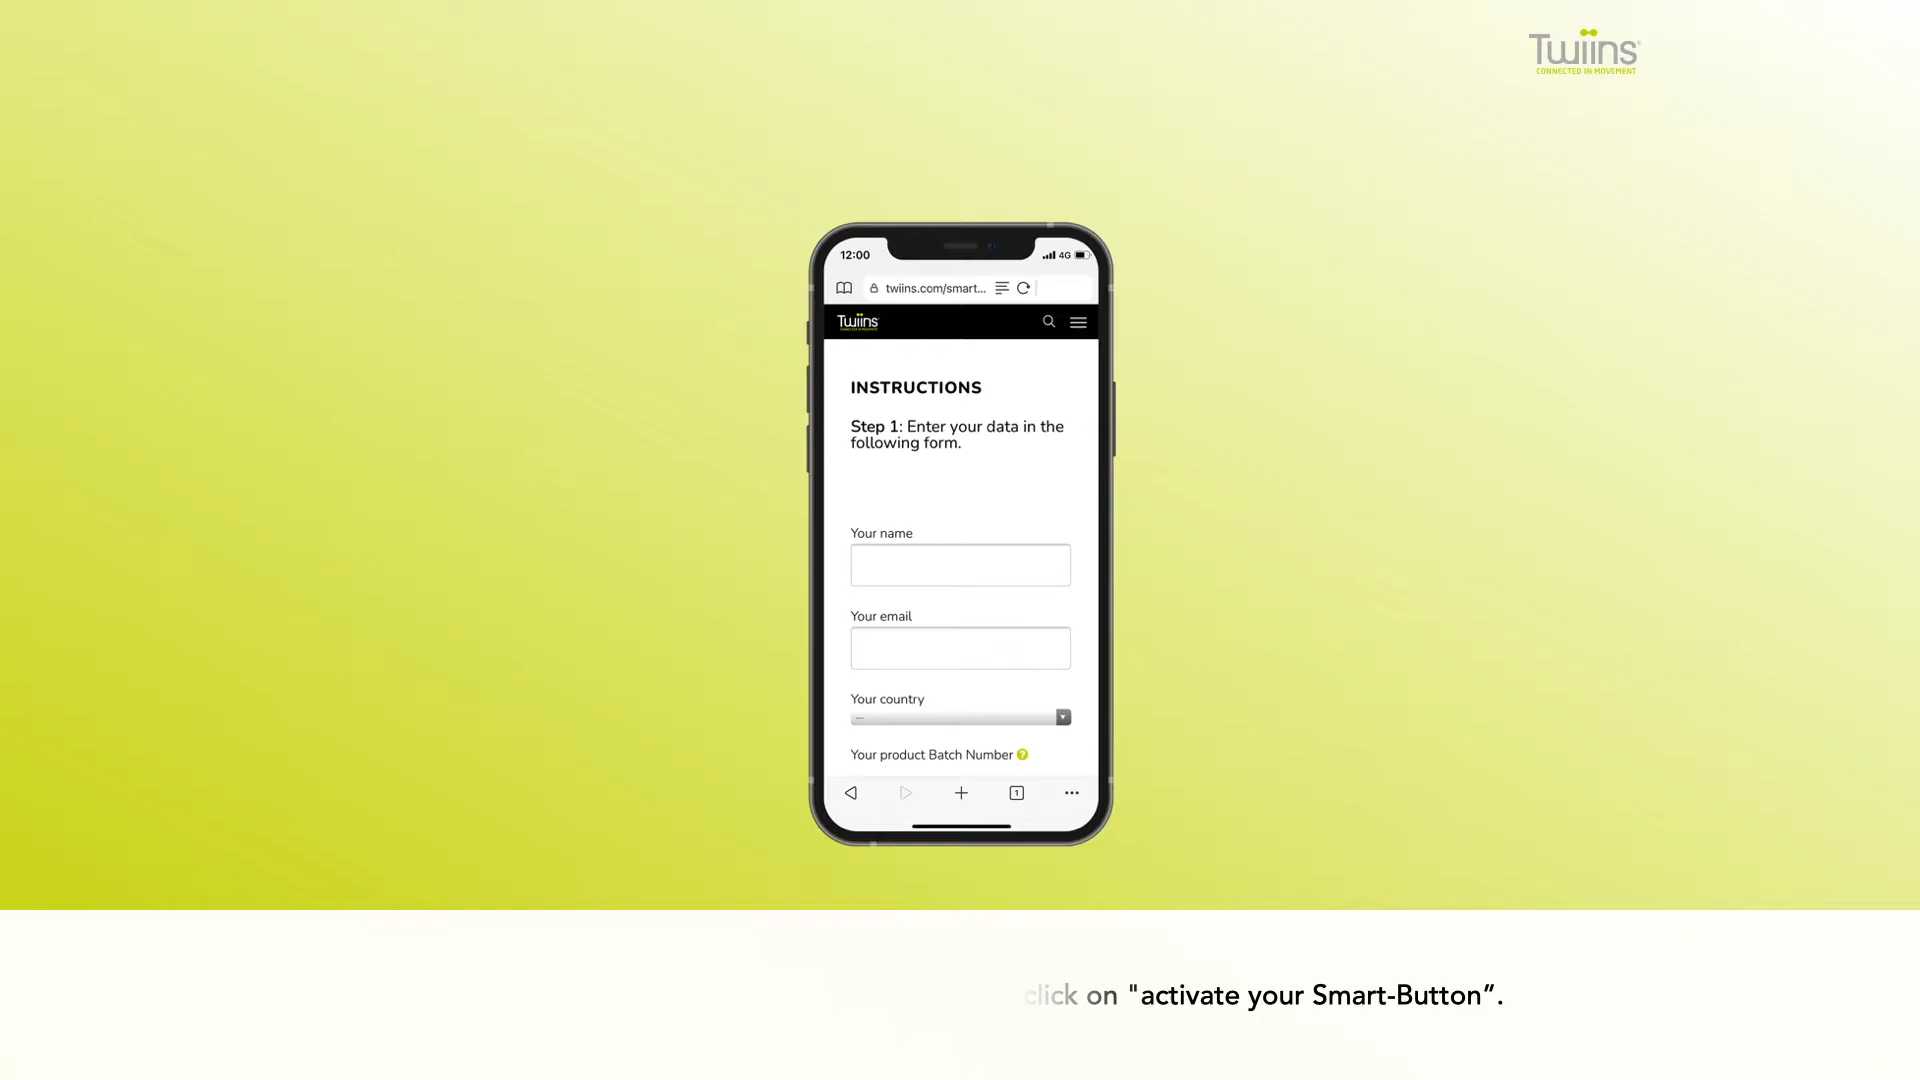 Twiins
CONNECTED IN MOVEMENT
12:00
4G
twiins.com/smart...
Twiins
INSTRUCTIONS
Step 1: Enter your data in the
following form.
Your name
Your email
Your country
---
Your product Batch Number ?
1
click on "activate your Smart-Button”.